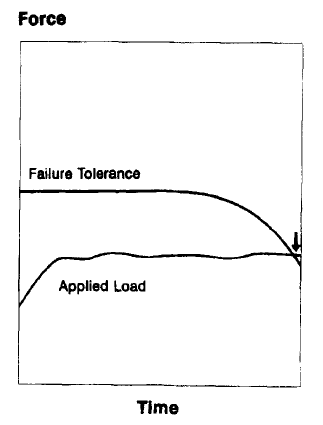 Force
Failure Tolerance
Applied Load
Time